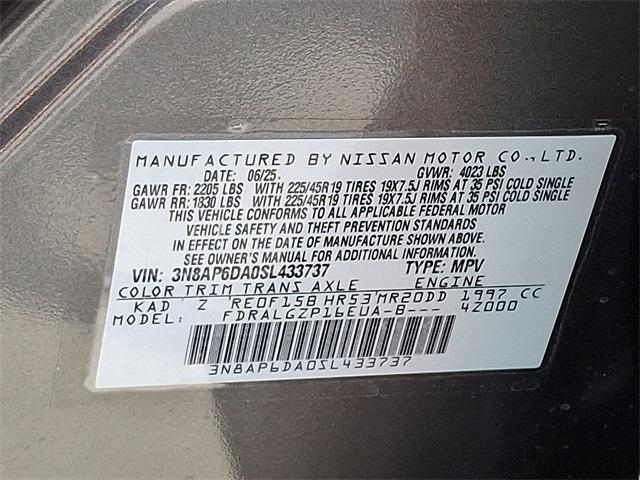 MANUFACTURED BY NISSAN MOTOR CO.,LTD.
DATE: 06/25 GVWR: 4023 LBS
GAWR FR: 2205 LBS WITH 225/45R19 TIRES 19X7.5J RIMS AT 35 PSI COLD SINGLE
GAWR RR: 1830 LBS WITH 225/45R19 TIRES 19X7.5J RIMS AT 35 PSI COLD SINGLE
THIS VEHICLE CONFORMS TO ALL APPLICABLE FEDERAL MOTOR
VEHICLE SAFETY AND THEFT PREVENTION STANDARDS
IN EFFECT ON THE DATE OF MANUFACTURE SHOWN ABOVE.
SEE OWNER'S MANUAL FOR ADDITIONAL INFORMATION.
VIN: 3N8AP6DA0SL433737 TYPE: MPV
COLOR TRIM TRANS AXLE ENGINE
KAD Z RE0F15B HR53 MR20DD 1997 CC
MODEL: FDRALGZP16EUA-B--- 4Z000
3N8AP6DA0SL433737